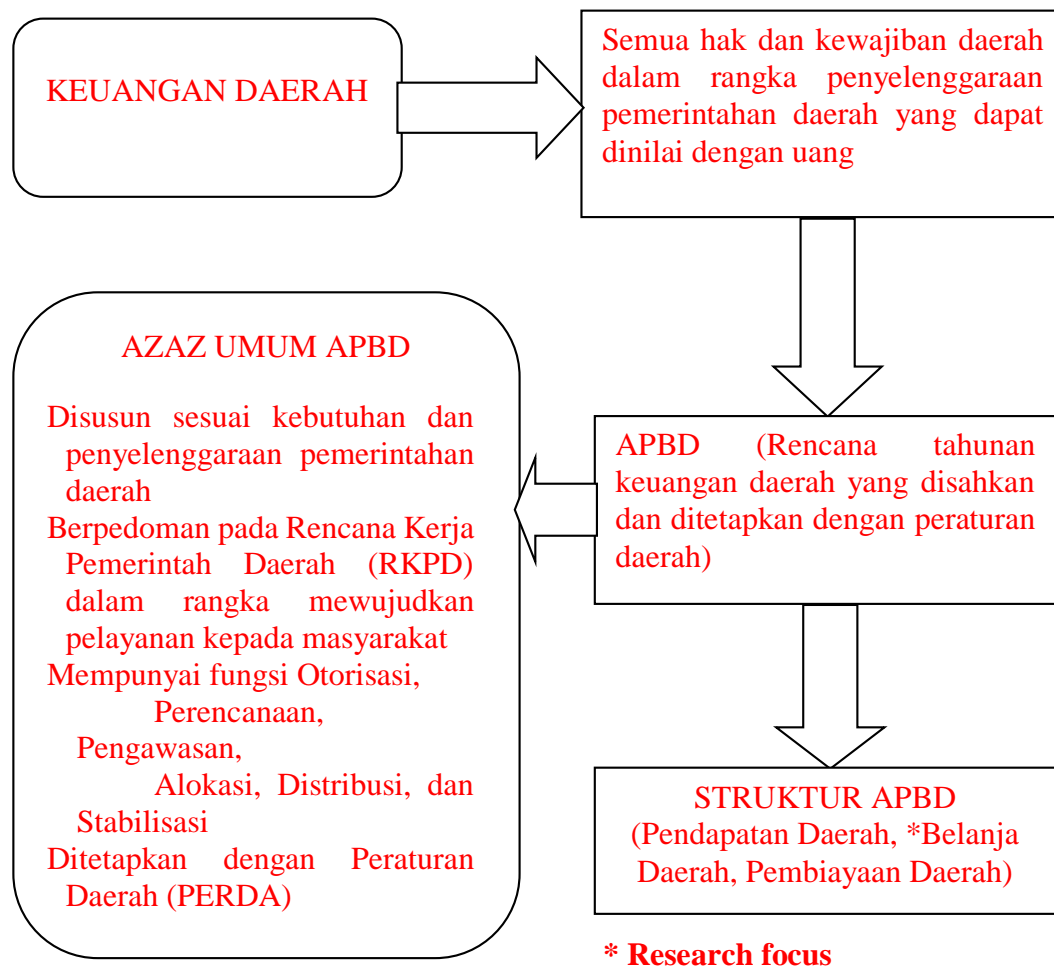 KEUANGAN DAERAH
Semua hak dan kewajiban daerah
dalam rangka penyelenggaraan
pemerintahan daerah yang dapat
dinilai dengan uang
APBD (Rencana tahunan
keuangan daerah yang disahkan
dan ditetapkan dengan peraturan
daerah)
AZAZ UMUM APBD
Disusun sesuai kebutuhan dan
penyelenggaraan pemerintahan
daerah
Berpedoman pada Rencana Kerja
Pemerintah Daerah (RKPD)
dalam rangka mewujudkan
pelayanan kepada masyarakat
Mempunyai fungsi Otorisasi,
Perencanaan,
Pengawasan,
Alokasi, Distribusi, dan
Stabilisasi
Ditetapkan dengan Peraturan
Daerah (PERDA)
STRUKTUR APBD
(Pendapatan Daerah, *Belanja
Daerah, Pembiayaan Daerah)
* Research focus